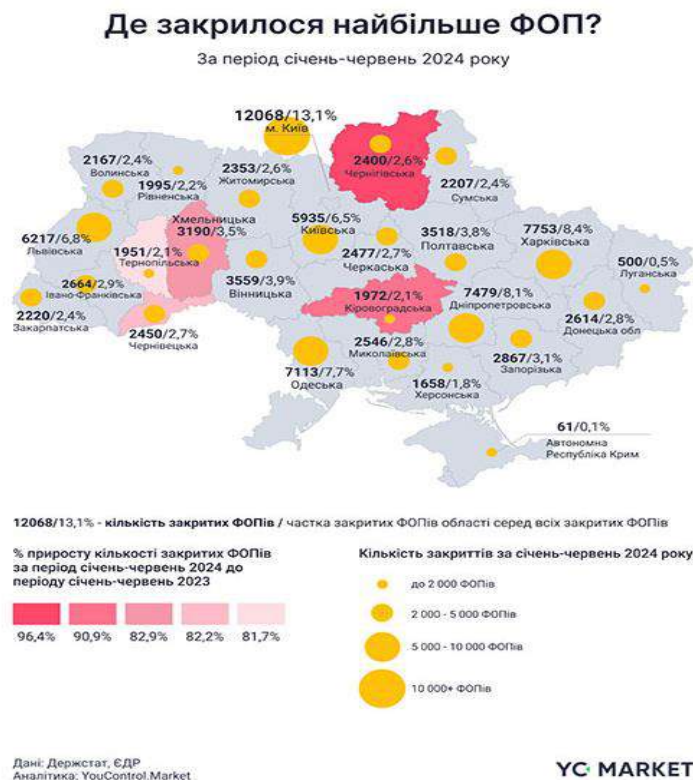 Де закрилося найбільше ФОП?
За період січень-червень 2024 року
12068/13,1%
м. Київ
2400/2,6%
Чернігівська
2167/2,4%
Волинська
1995/2,2%
Рівненська
2353/2,6%
Житомирська
2207/2,4%
Сумська
Хмельницька
3190/3,5%
5935/6,5%
Київська
3518/3,8%
Полтавська
7753/8,4%
Харківська
6217/6,8%
Львівська
1951/2,1%
Тернопільська
2477/2,7%
Черкаська
500/0,5%
Луганська
2664/2,9%
Івано-Франківська
3559/3,9%
Вінницька
1972/2,1%
Кіровоградська
7479/8,1%
Дніпропетровська
2614/2,8%
Донецька обл
2220/2,4%
Закарпатська
2450/2,7%
Чернівецька
2546/2,8%
Миколаївська
2867/3,1%
Запорізька
7113/7,7%
Одеська
1658/1,8%
Херсонська
61/0,1%
Автономна
Республіка Крим
12068/13,1% - кількість закритих ФОПів / частка закритих ФОПів області серед всіх закритих ФОПів
% приросту кількості закритих ФОПів
за період січень-червень 2024 до
періоду січень-червень 2023
96,4% 90,9% 82,9% 82,2% 81,7%
Кількість закриттів за січень-червень 2024 року
до 2 000 ФОПів
2 000 - 5 000 ФОПів
5 000 - 10 000 ФОПів
10 000+ ФОПів
Дані: Держстат, ЄДР
Аналітика: YouControl.Market
YC MARKET